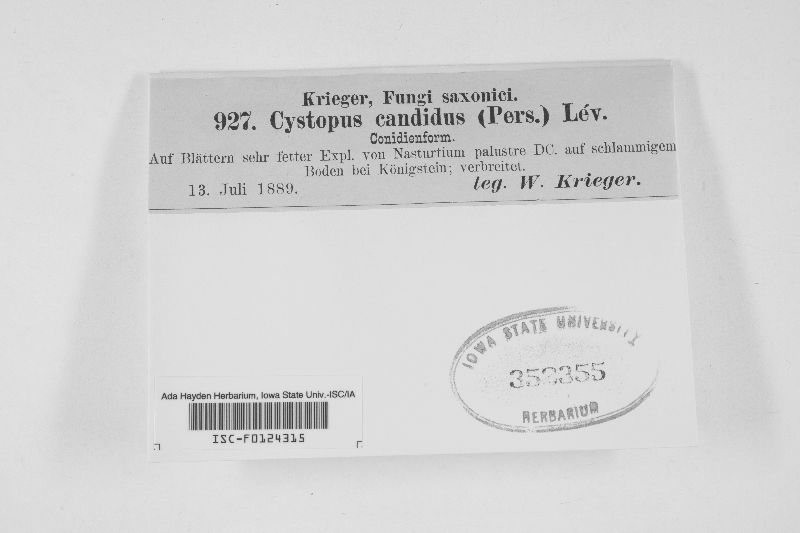 Krieger, Fungi saxonici.
927. Cystopus candidus (Pers.) Lév.
Conidienform.
Auf Blättern sehr fetter Expl. von Nasturtium palustre DC. auf schlammigem
Boden bei Königstein; verbreitet.
13. Juli 1889.
leg. W. Krieger.
IOWA STATE UNIVERSITY
HERBARIUM
Ada Hayden Herbarium, Iowa State Univ.-ISC/IA
ISC-F0124315